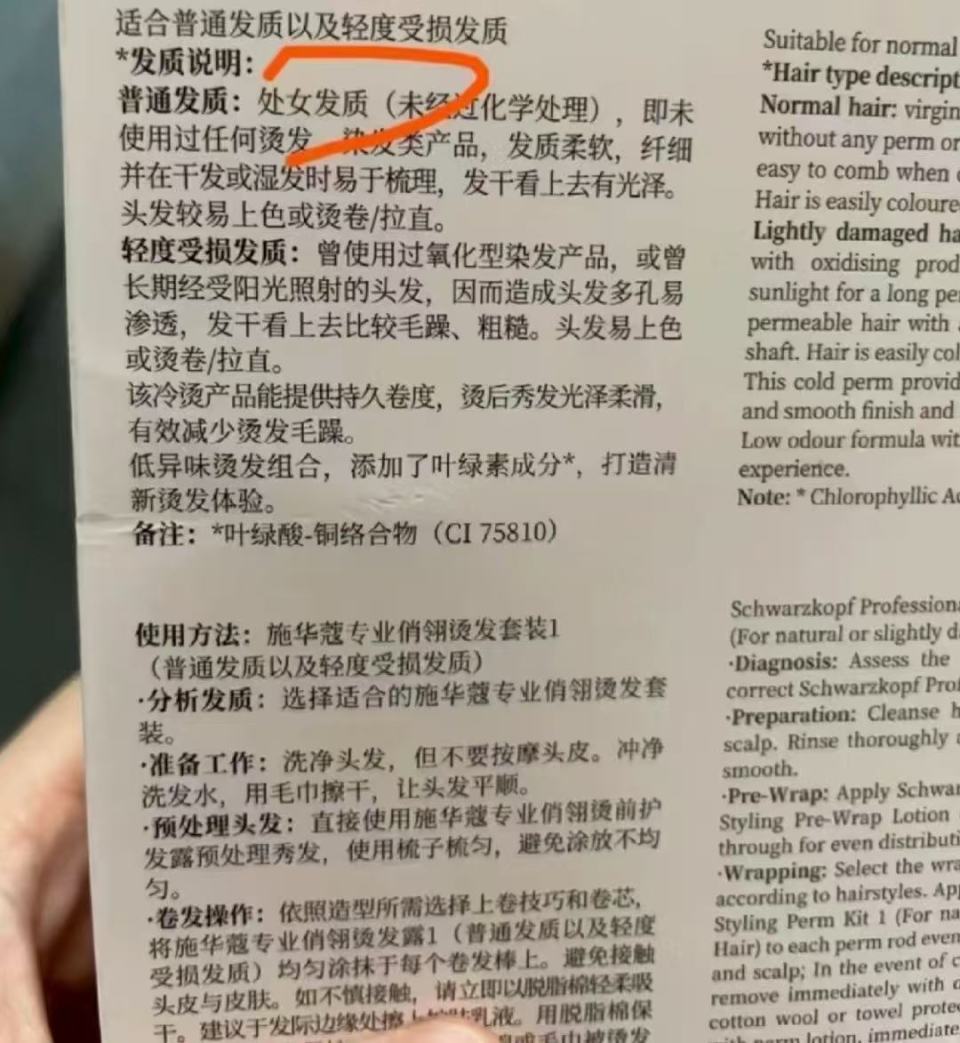 适合普通发质以及轻度受损发质
*发质说明：
普通发质：处女发质（未经过化学处理），即未
使用过任何烫发、染发类产品，发质柔软，纤细
并在干发或湿发时易于梳理，发干看上去有光泽。
头发较易上色或烫卷/拉直。
轻度受损发质：曾使用过氧化型染发产品，或曾
长期经受阳光照射的头发，因而造成头发多孔易
渗透，发干看上去比较毛躁、粗糙。头发易上色
或烫卷/拉直。
该冷烫产品能提供持久卷度，烫后秀发光泽柔滑，
有效减少烫发毛躁。
低异味烫发组合，添加了叶绿素成分*，打造清
新烫发体验。
备注：*叶绿酸-铜络合物（CI 75810）
使用方法：施华蔻专业俏翎烫发套装1
（普通发质以及轻度受损发质）
·分析发质：选择适合的施华蔻专业俏翎烫发套
装。
·准备工作：洗净头发，但不要按摩头皮。冲净
洗发水，用毛巾擦干，让头发平顺。
·预处理头发：直接使用施华蔻专业俏翎烫前护
发露预处理秀发，使用梳子梳匀，避免涂放不均
匀。
·卷发操作：依照造型所需选择上卷技巧和卷芯，
将施华蔻专业俏翎烫发露1（普通发质以及轻度
受损发质）均匀涂抹于每个卷发棒上。避免接触
头皮与皮肤。如不慎接触，请立即以脱脂棉轻柔吸
干。建议于发际边缘处擦上乳液。用脱脂棉保
或毛巾被烫发
Suitable for normal
*Hair type descript
Normal hair: virgin
without any perm or
easy to comb when
Hair is easily coloure
Lightly damaged ha
with oxidising prod
sunlight for a long pe
permeable hair with
shaft. Hair is easily col
This cold perm provid
and smooth finish and
Low odour formula wit
experience.
Note: * Chlorophyllic Ac
Schwarzkopf Professiona
(For natural or slightly d
·Diagnosis: Assess the
correct Schwarzkopf Prof
·Preparation: Cleanse h
scalp. Rinse thoroughly a
smooth.
·Pre-Wrap: Apply Schwar
Styling Pre-Wrap Lotion
through for even distributi
·Wrapping: Select the wra
according to hairstyles. App
Styling Perm Kit 1 (For na
Hair) to each perm rod even
and scalp; In the event of c
remove immediately with
cotton wool or towel prote
with perm lotion, immediate